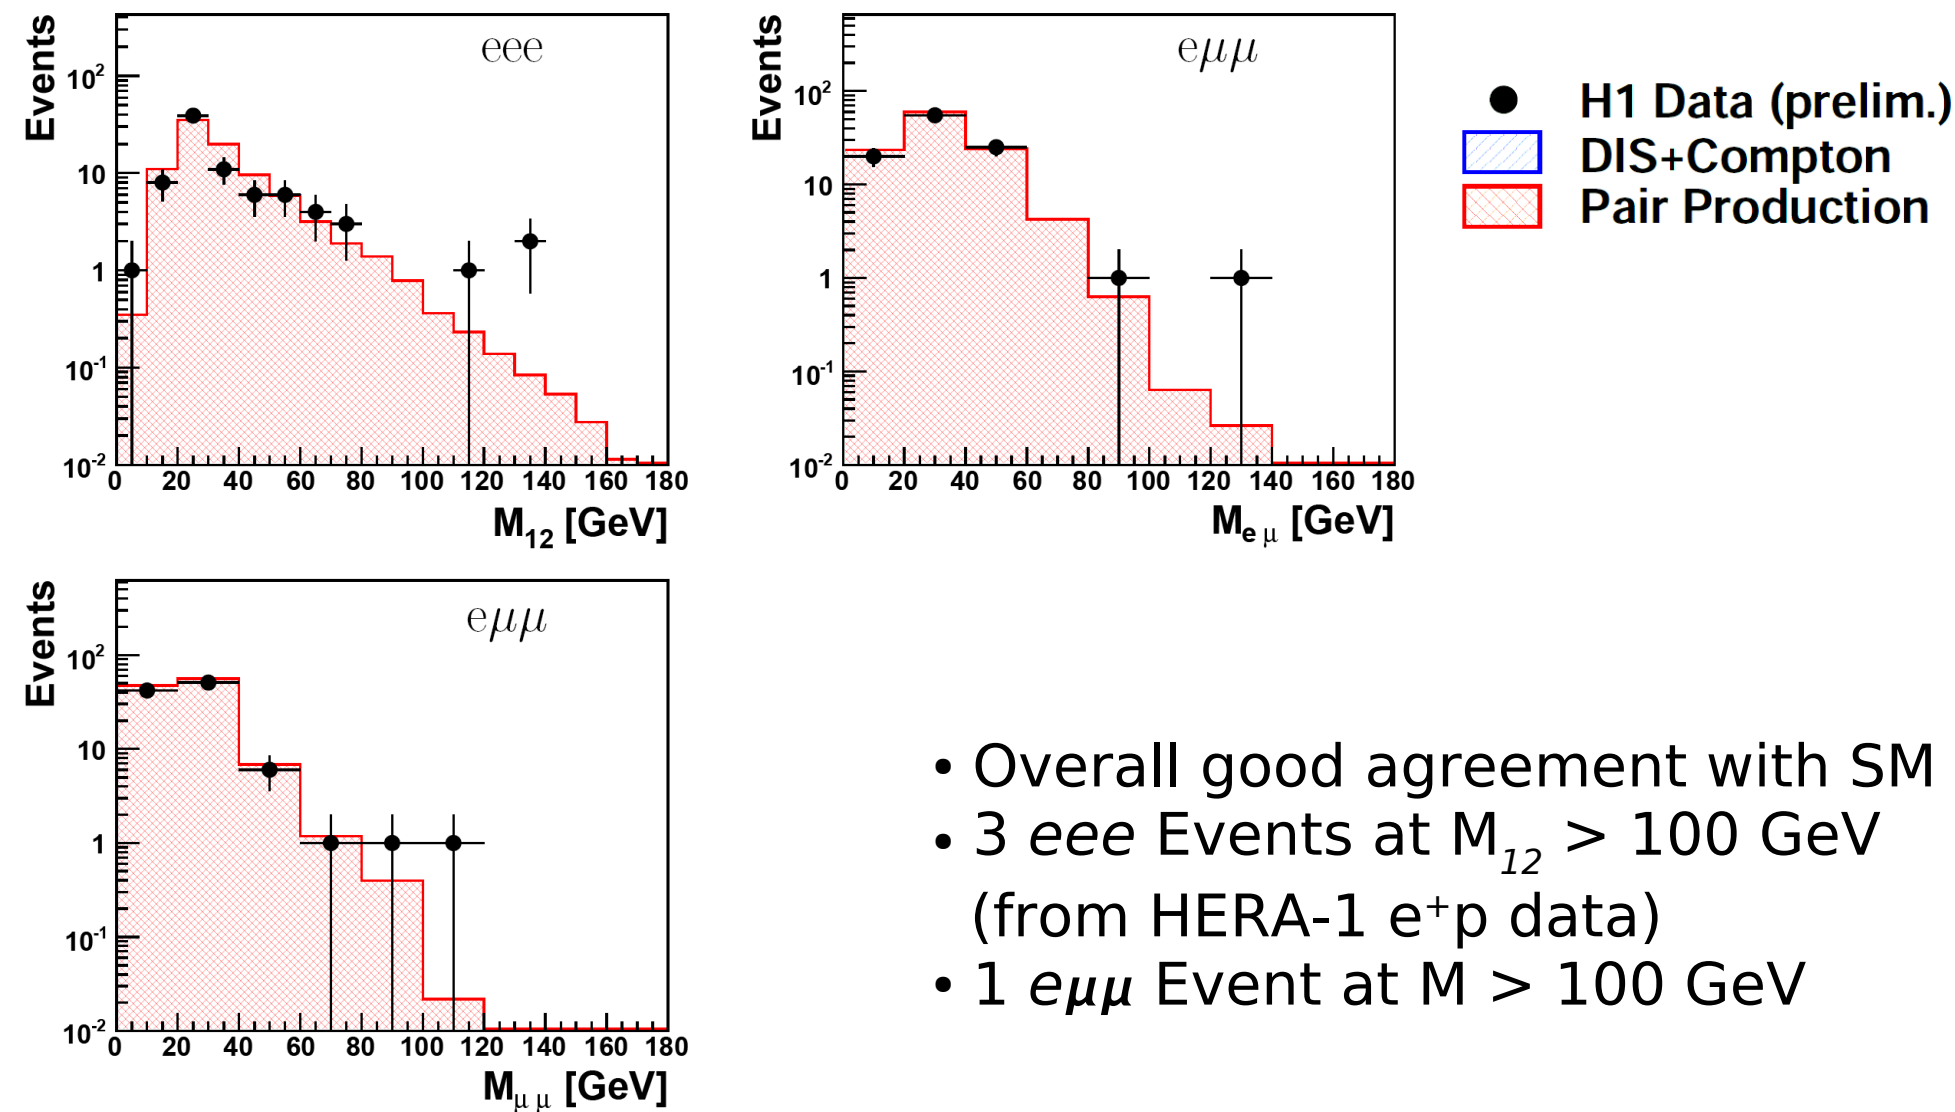 Events
eee
10²
10
1
10⁻¹
10⁻²
0 20 40 60 80 100 120 140 160 180
M₁₂ [GeV]
Events
eμμ
10²
10
1
10⁻¹
10⁻²
0 20 40 60 80 100 120 140 160 180
M_e μ [GeV]
H1 Data (prelim.)
DIS+Compton
Pair Production
Events
eμμ
10²
10
1
10⁻¹
10⁻²
0 20 40 60 80 100 120 140 160 180
M_μ μ [GeV]
• Overall good agreement with SM
• 3 eee Events at M₁₂ > 100 GeV
(from HERA-1 e⁺p data)
• 1 eμμ Event at M > 100 GeV